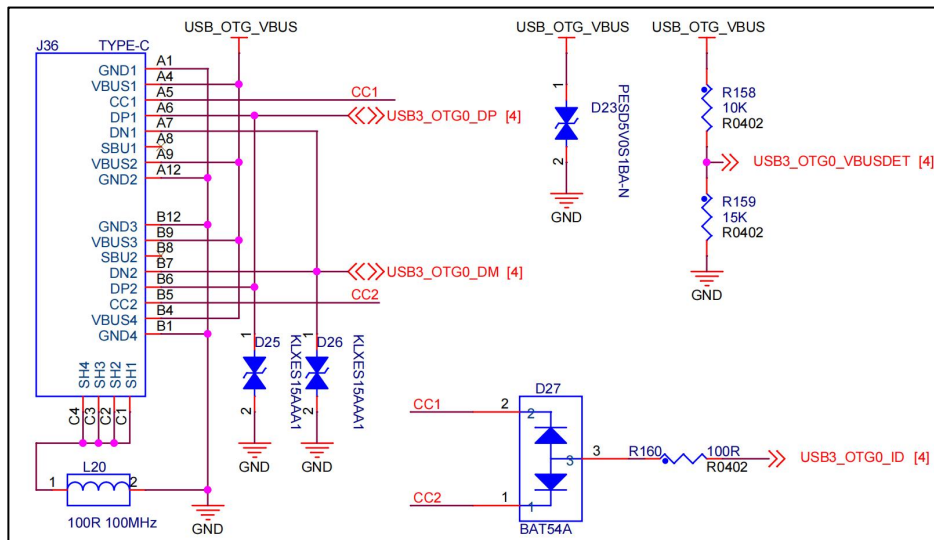 J36 TYPE-C
USB_OTG_VBUS
GND1 A1
VBUS1 A4
CC1 A5 CC1
DP1 A6 USB3_OTG0_DP [4]
DN1 A7
SBU1 A8
VBUS2 A9
GND2 A12
GND3 B12
VBUS3 B9
SBU2 B8
DN2 B7 USB3_OTG0_DM [4]
DP2 B6
CC2 B5 CC2
VBUS4 B4
GND4 B1
SH4 SH3 SH2 SH1
C4 C3 C2 C1
L20
1 2
100R 100MHz
GND
1 D25 KLXES15AAA1
2
GND
1 D26 KLXES15AAA1
2
GND
USB_OTG_VBUS
1
D23 PESD5V0S1BA-N
2
GND
USB_OTG_VBUS
R158
10K
R0402
USB3_OTG0_VBUSDET [4]
R159
15K
R0402
GND
D27
CC1 2 2
3 3 R160 100R USB3_OTG0_ID [4]
R0402
CC2 1 1
BAT54A